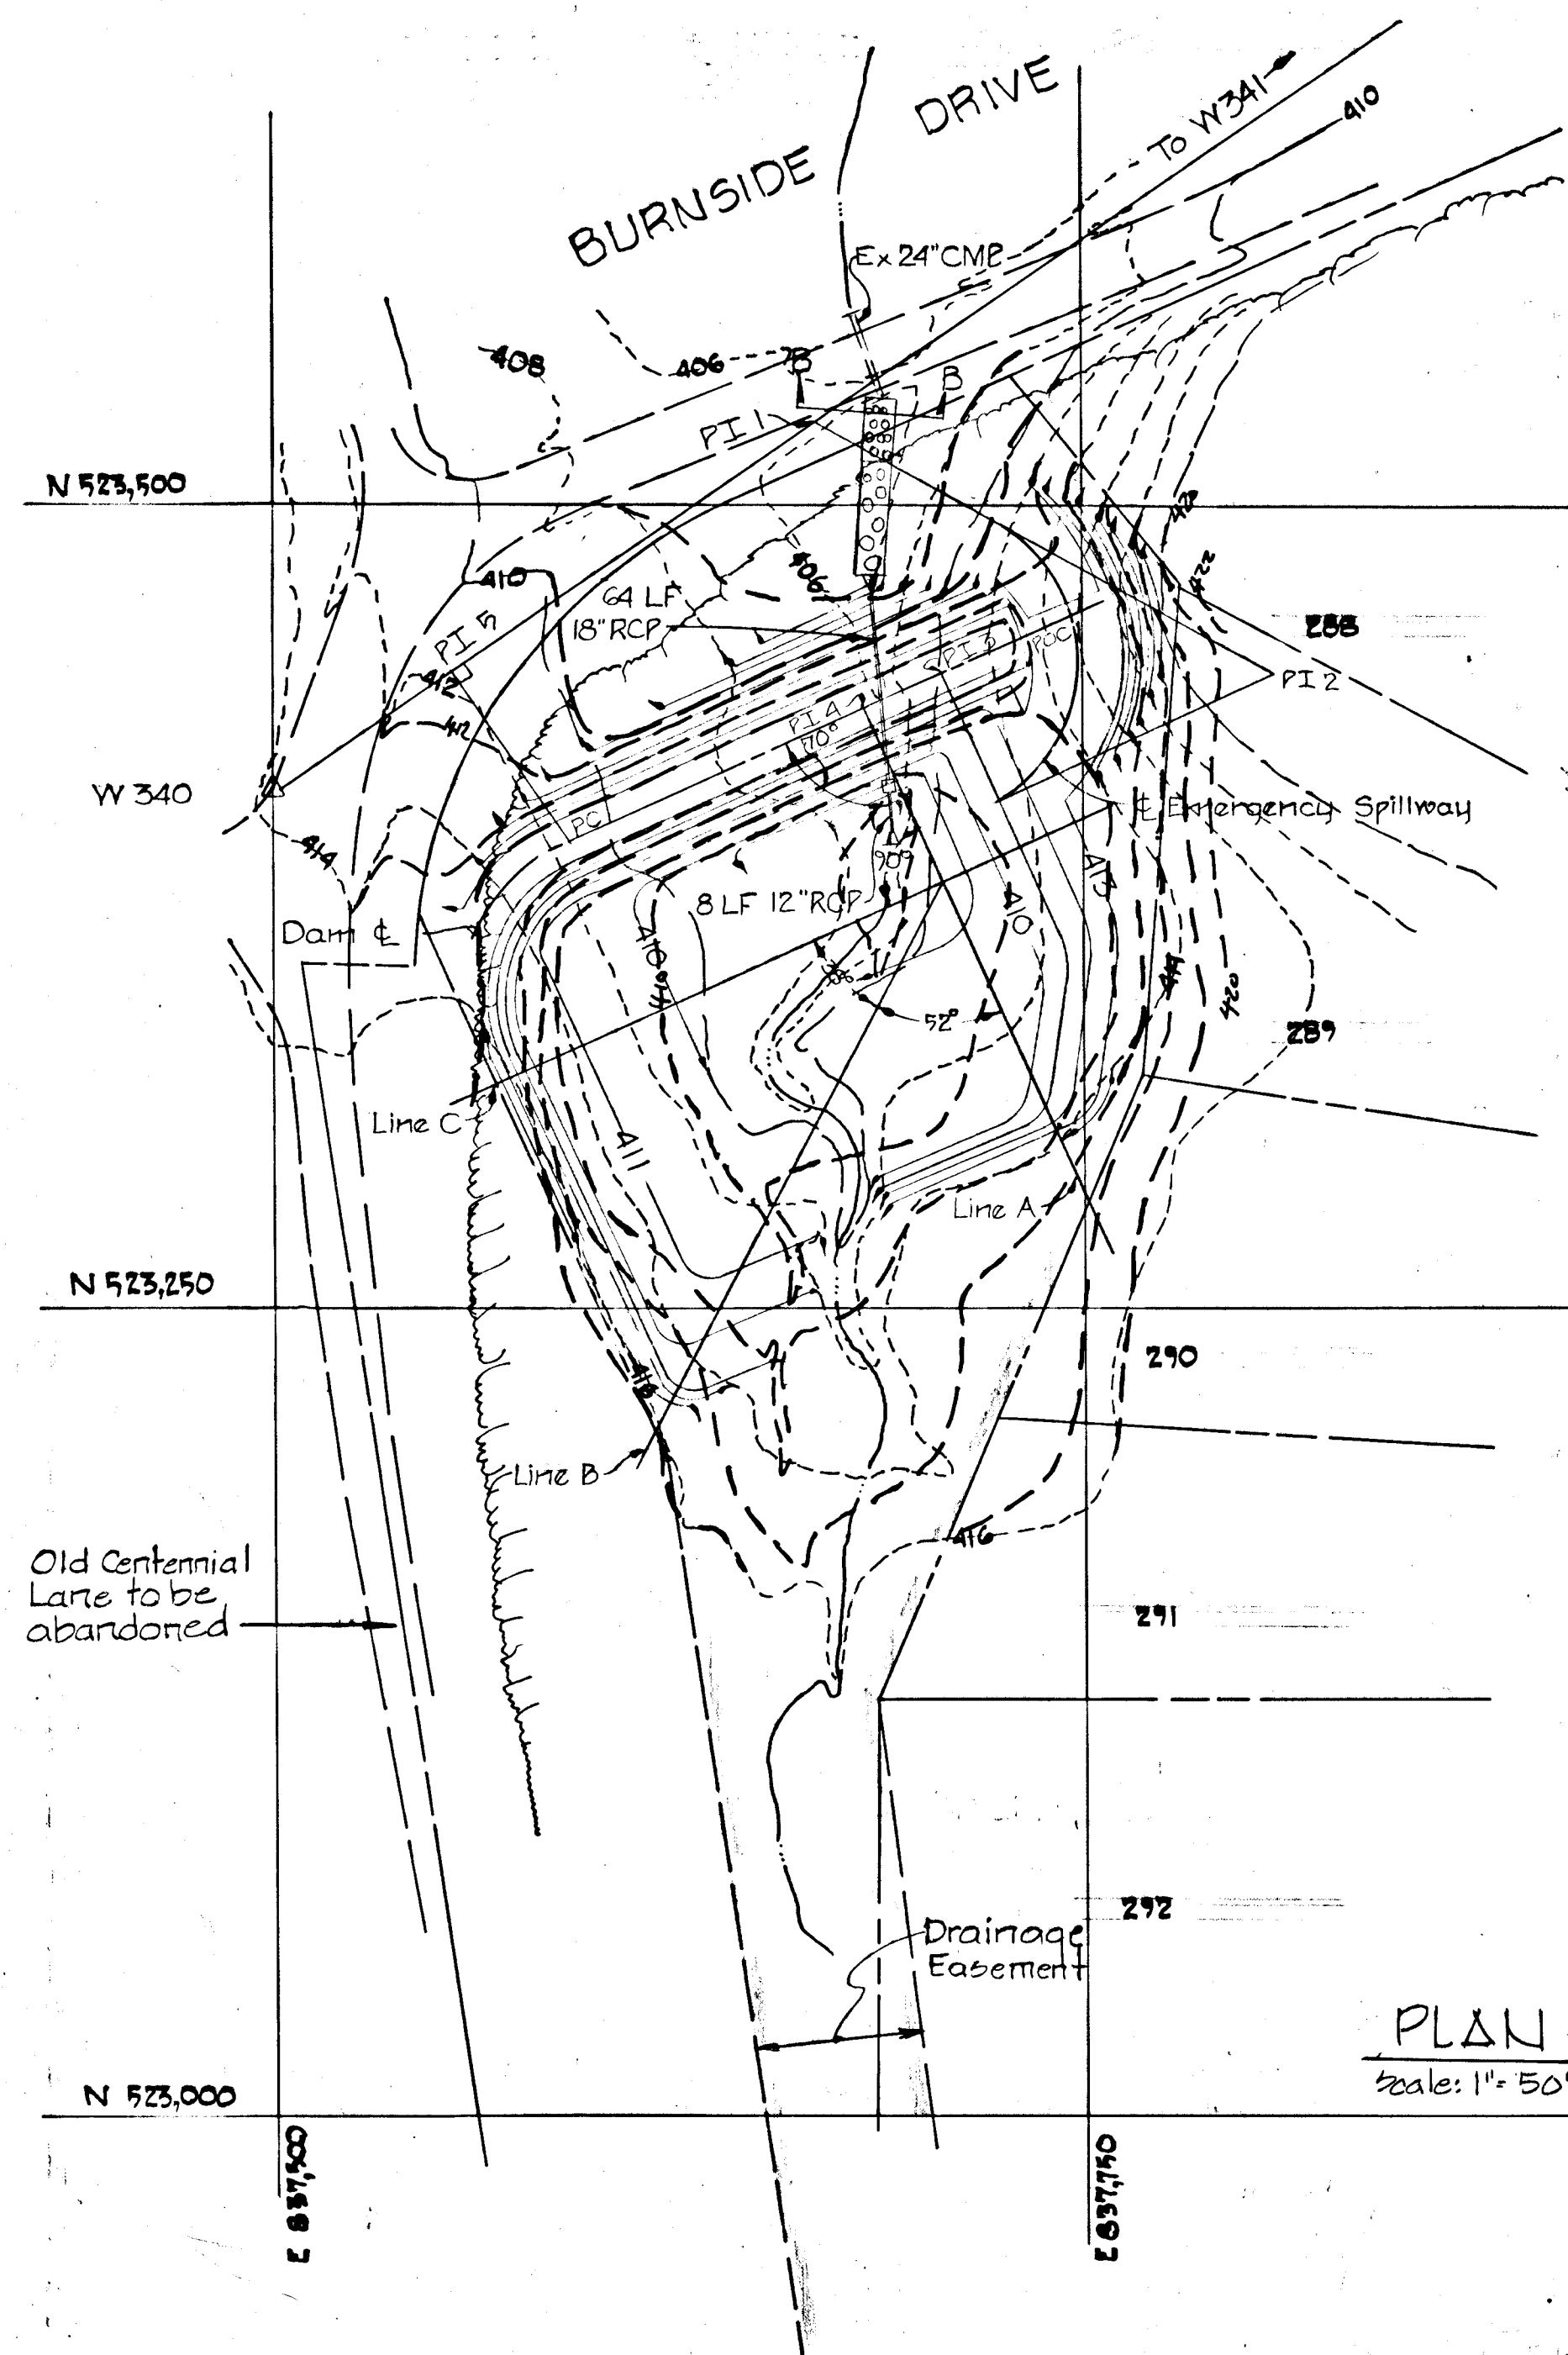 BURNSIDE DRIVE
To W341
410
Ex 24"CMP
408
406
B
B
PI 1
N 523,500
428
410
406
422
64 LF
18"RCP
288
PI 5
PI 3
POC
412
PI 2
412
PI 4
70°
W 340
PC
℄ Emergency Spillway
414
90°
413
8 LF 12"RCP
410
Dam ℄
410
420
52°
289
Line C
411
Line A
N 523,250
290
416
Line B
416
Old Centennial
Lane to be
abandoned
291
292
Drainage
Easement
PLAN
Scale: 1"= 50'
N 523,000
E 837,500
E 837,750